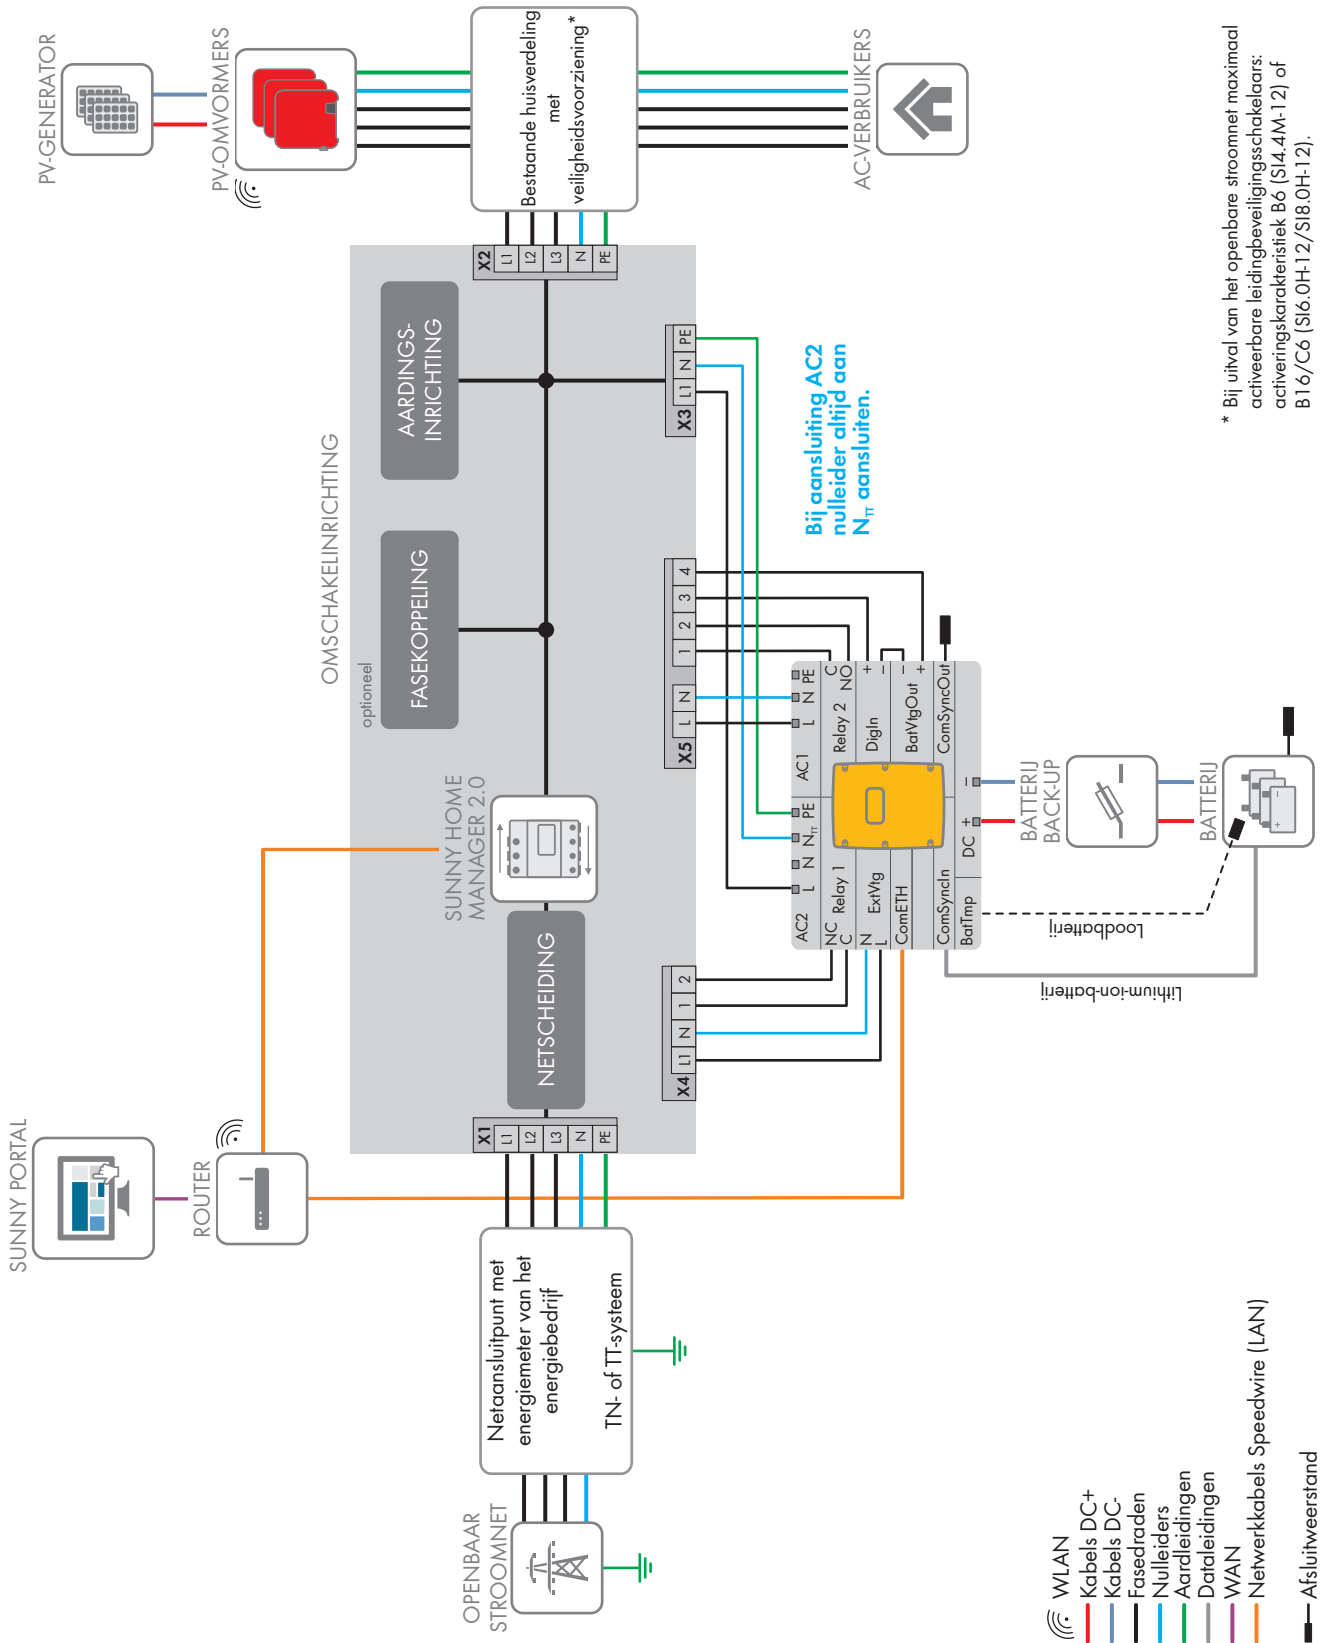 SUNNY PORTAL
ROUTER
PV-GENERATOR
PV-OMVORMERS
OMSCHAKELINRICHTING
optioneel
FASEKOPPELING
AARDINGS-
INRICHTING
SUNNY HOME
MANAGER 2.0
NETSCHEIDING
OPENBAAR
STROOMNET
Netaansluitpunt met
energiemeter van het
energiebedrijf
TN- of TT-systeem
X1
L1
L2
L3
N
PE
X2
L1
L2
L3
N
PE
Bestaande huisverdeling
met
veiligheidsvoorziening*
AC-VERBRUIKERS
X4
L1
N
1
2
X5
L
N
1
2
3
4
X3
L1
N
PE
Bij aansluiting AC2
nulleider altijd aan
NTT aansluiten.
AC2
L
N
NTT
PE
AC1
L
N
PE
NC
C
Relay 1
Relay 2
C
NO
N
L
ExtVtg
DigIn
+
−
ComETH
BatVtgOut
−
+
ComSyncIn
ComSyncOut
BatTmp
DC
+
−
Loodbatterij
Lithium-ion-batterij
BATTERIJ
BACK-UP
BATTERIJ
WLAN
Kabels DC+
Kabels DC-
Fasedraden
Nulleiders
Aardleidingen
Dataleidingen
WAN
Netwerkkabels Speedwire (LAN)
Afsluitweerstand
* Bij uitval van het openbare stroomnet maximaal
activeerbare leidingbeveiligingsschakelaars:
activeringskarakteristiek B6 (SI4.4M-12) of
B16/C6 (SI6.0H-12/SI8.0H-12).